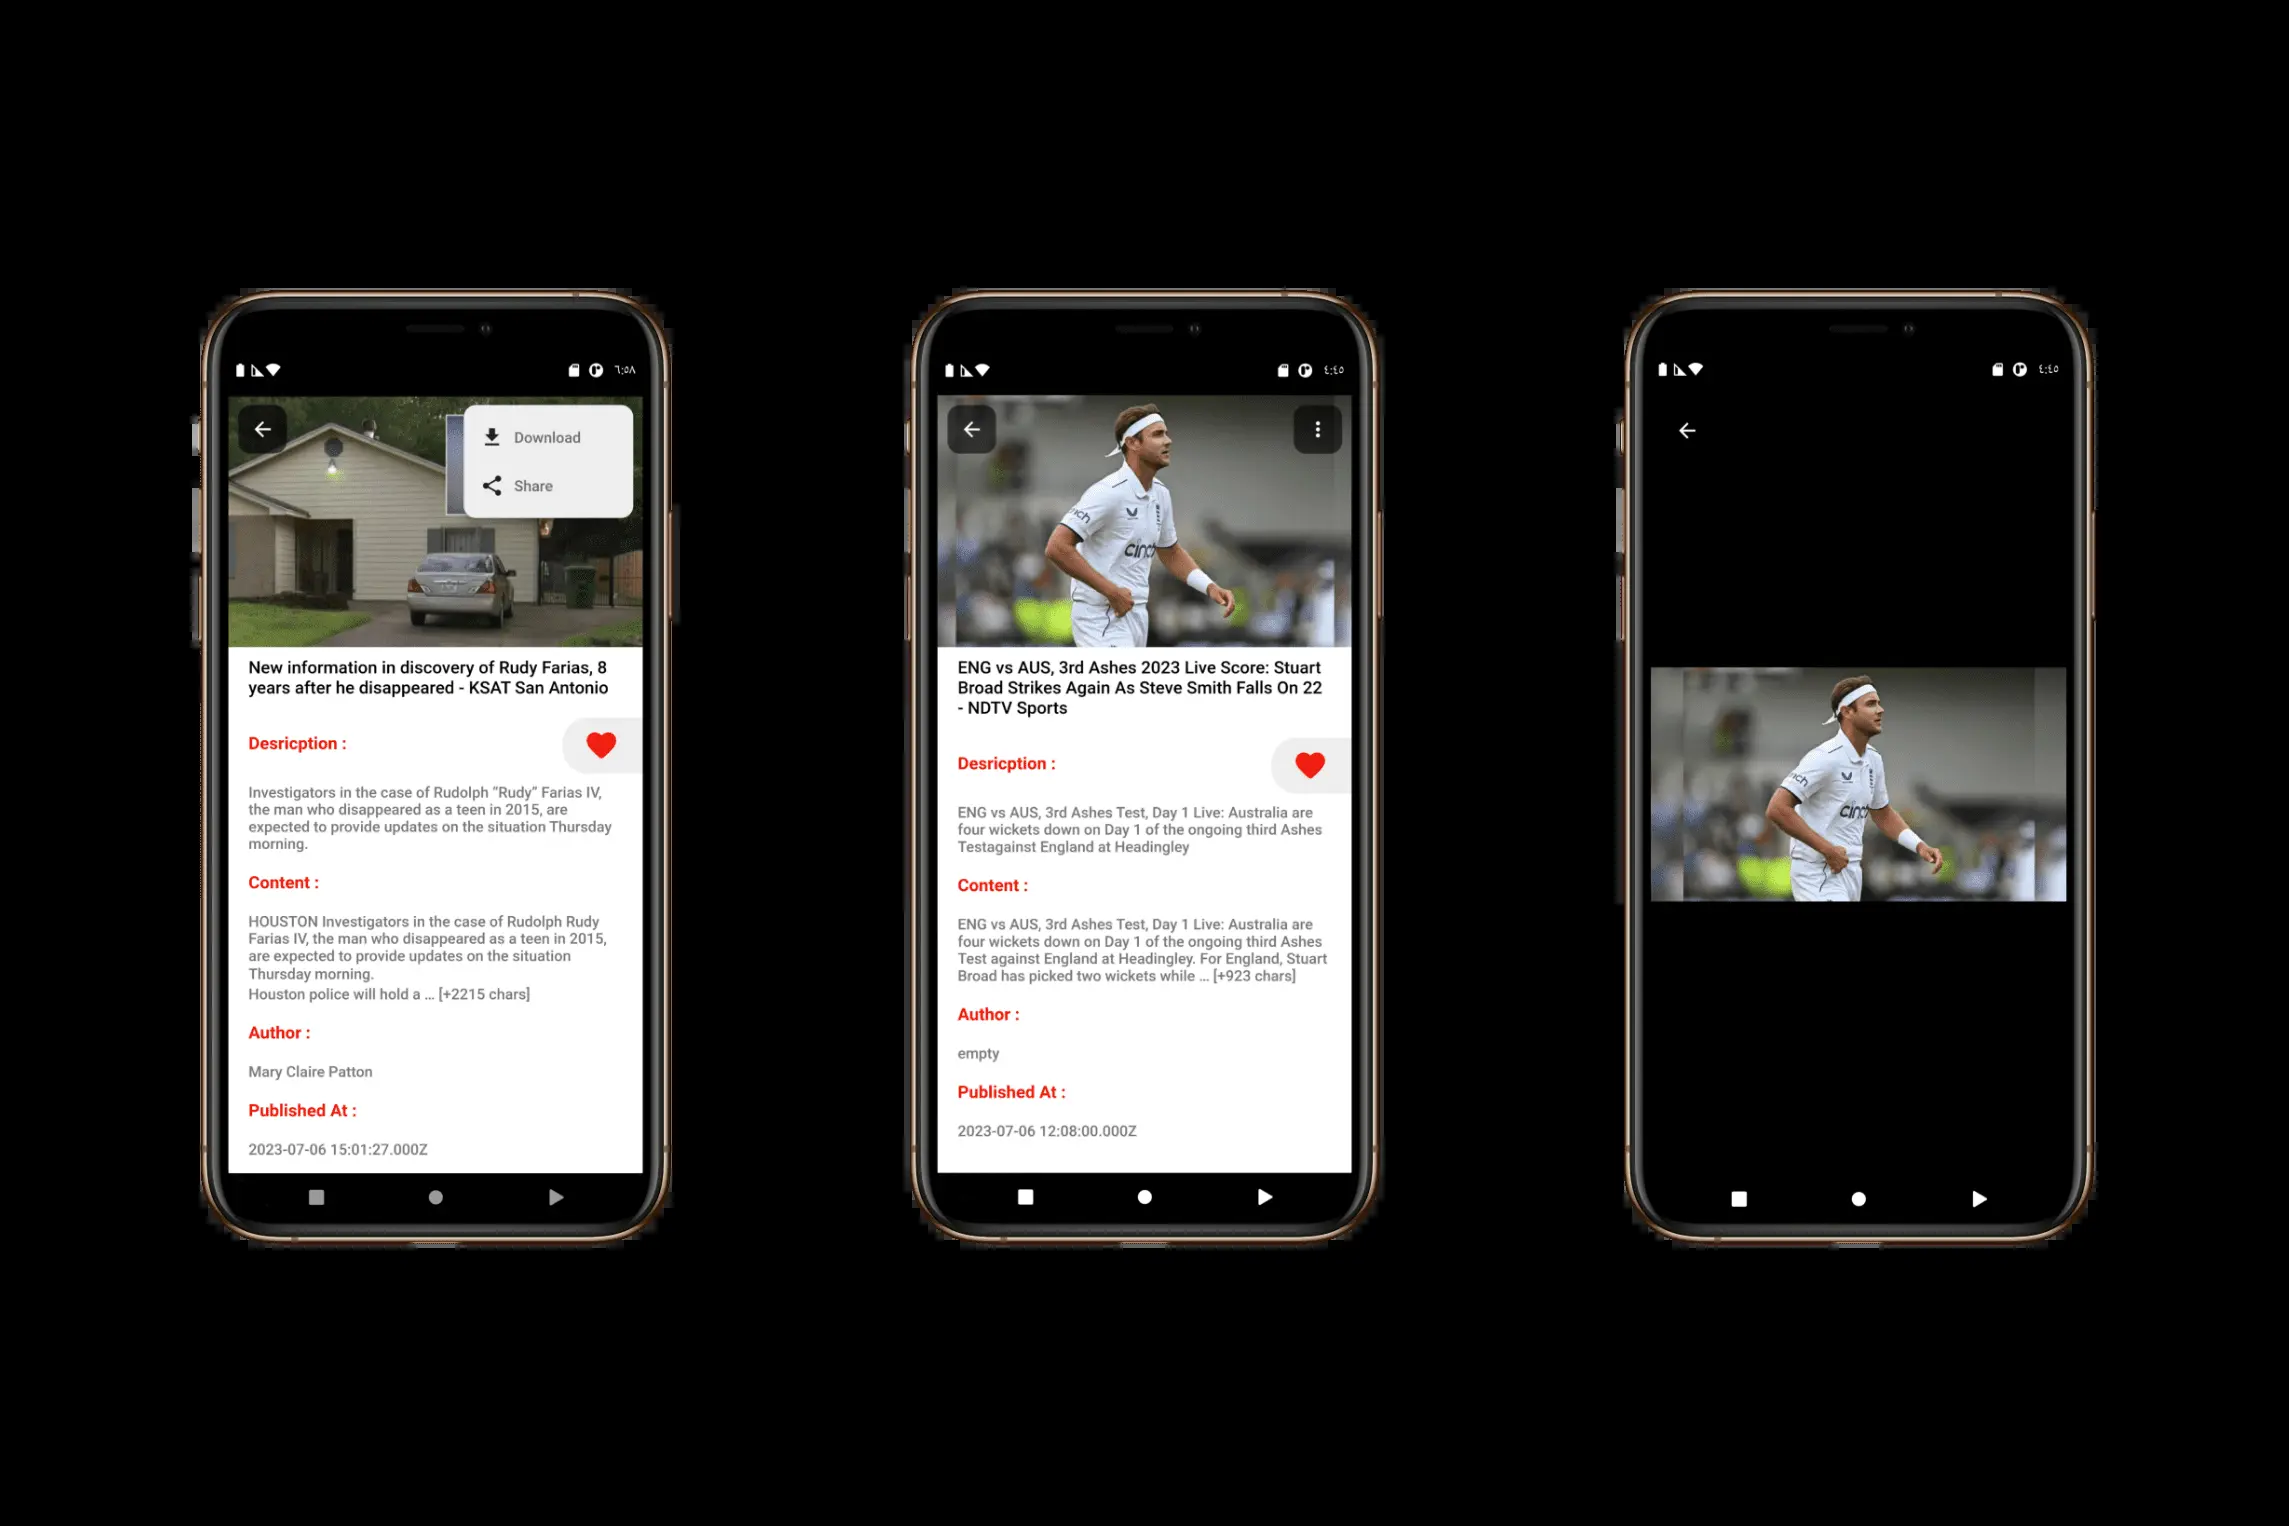 ٦:٥٨
Download
Share
New information in discovery of Rudy Farias, 8
years after he disappeared - KSAT San Antonio
Desricption :
Investigators in the case of Rudolph “Rudy” Farias IV,
the man who disappeared as a teen in 2015, are
expected to provide updates on the situation Thursday
morning.
Content :
HOUSTON Investigators in the case of Rudolph Rudy
Farias IV, the man who disappeared as a teen in 2015,
are expected to provide updates on the situation
Thursday morning.
Houston police will hold a … [+2215 chars]
Author :
Mary Claire Patton
Published At :
2023-07-06 15:01:27.000Z
٤:٤٥
nch
cinch
ENG vs AUS, 3rd Ashes 2023 Live Score: Stuart
Broad Strikes Again As Steve Smith Falls On 22
- NDTV Sports
Desricption :
ENG vs AUS, 3rd Ashes Test, Day 1 Live: Australia are
four wickets down on Day 1 of the ongoing third Ashes
Testagainst England at Headingley
Content :
ENG vs AUS, 3rd Ashes Test, Day 1 Live: Australia are
four wickets down on Day 1 of the ongoing third Ashes
Test against England at Headingley. For England, Stuart
Broad has picked two wickets while … [+923 chars]
Author :
empty
Published At :
2023-07-06 12:08:00.000Z
٤:٤٥
nch
cinch